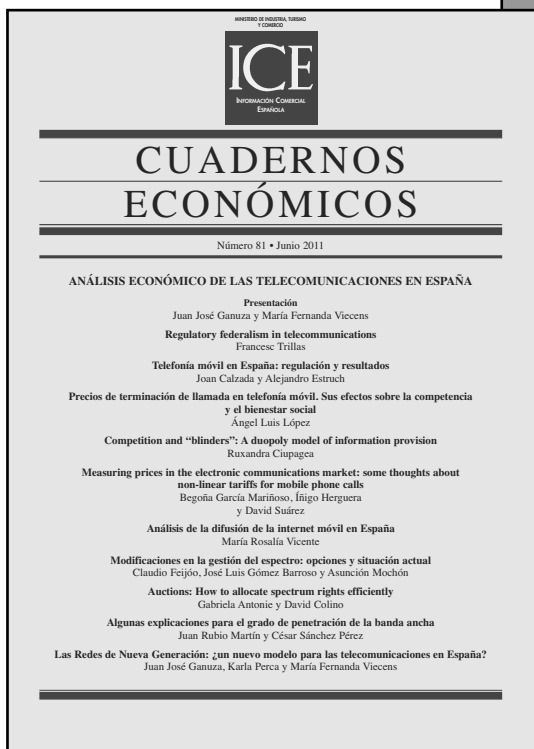 MINISTERIO DE INDUSTRIA, TURISMO
Y COMERCIO
ICE
INFORMACIÓN COMERCIAL
ESPAÑOLA
CUADERNOS
ECONÓMICOS
Número 81 • Junio 2011
ANÁLISIS ECONÓMICO DE LAS TELECOMUNICACIONES EN ESPAÑA
Presentación
Juan José Ganuza y María Fernanda Viecens
Regulatory federalism in telecommunications
Francesc Trillas
Telefonía móvil en España: regulación y resultados
Joan Calzada y Alejandro Estruch
Precios de terminación de llamada en telefonía móvil. Sus efectos sobre la competencia
y el bienestar social
Ángel Luis López
Competition and “blinders”: A duopoly model of information provision
Ruxandra Ciupagea
Measuring prices in the electronic communications market: some thoughts about
non-linear tariffs for mobile phone calls
Begoña García Mariñoso, Íñigo Herguera
y David Suárez
Análisis de la difusión de la internet móvil en España
María Rosalía Vicente
Modificaciones en la gestión del espectro: opciones y situación actual
Claudio Feijóo, José Luis Gómez Barroso y Asunción Mochón
Auctions: How to allocate spectrum rights efficiently
Gabriela Antonie y David Colino
Algunas explicaciones para el grado de penetración de la banda ancha
Juan Rubio Martín y César Sánchez Pérez
Las Redes de Nueva Generación: ¿un nuevo modelo para las telecomunicaciones en España?
Juan José Ganuza, Karla Perca y María Fernanda Viecens